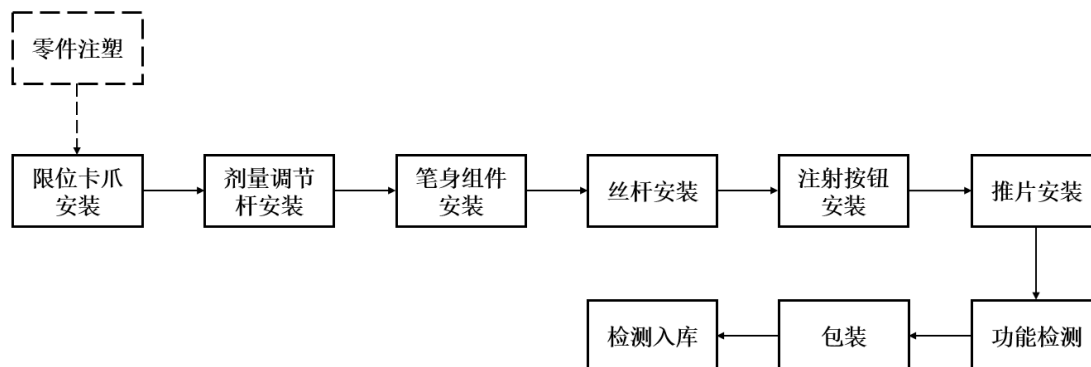 零件注塑
限位卡爪
安装
剂量调节
杆安装
笔身组件
安装
丝杆安装
注射按钮
安装
推片安装
功能检测
包装
检测入库